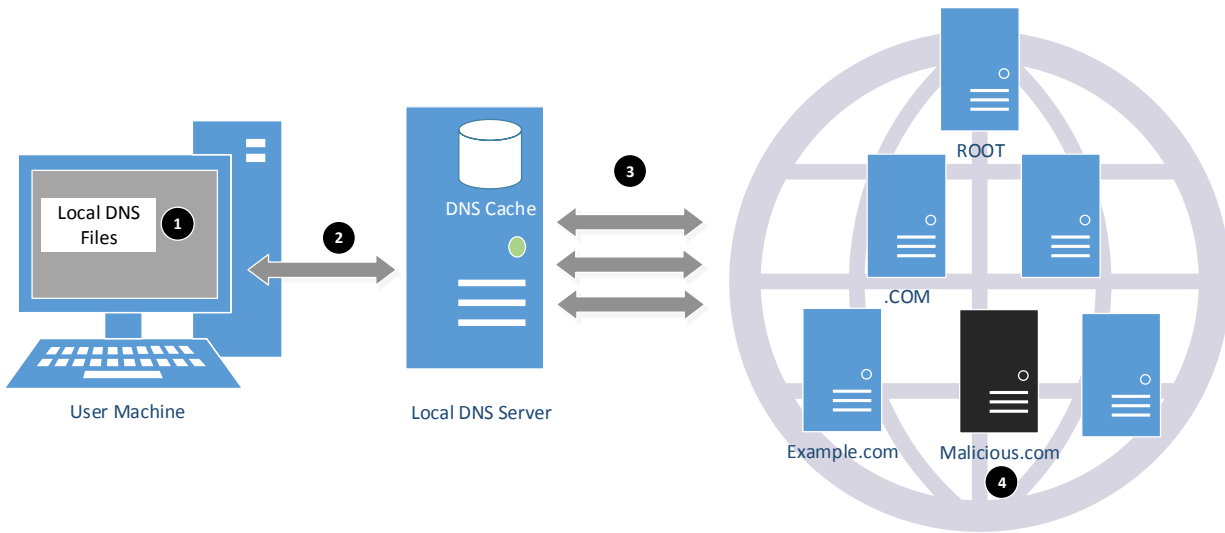 Local DNS
Files
1
2
User Machine
DNS Cache
Local DNS Server
3
ROOT
.COM
Example.com
Malicious.com
4